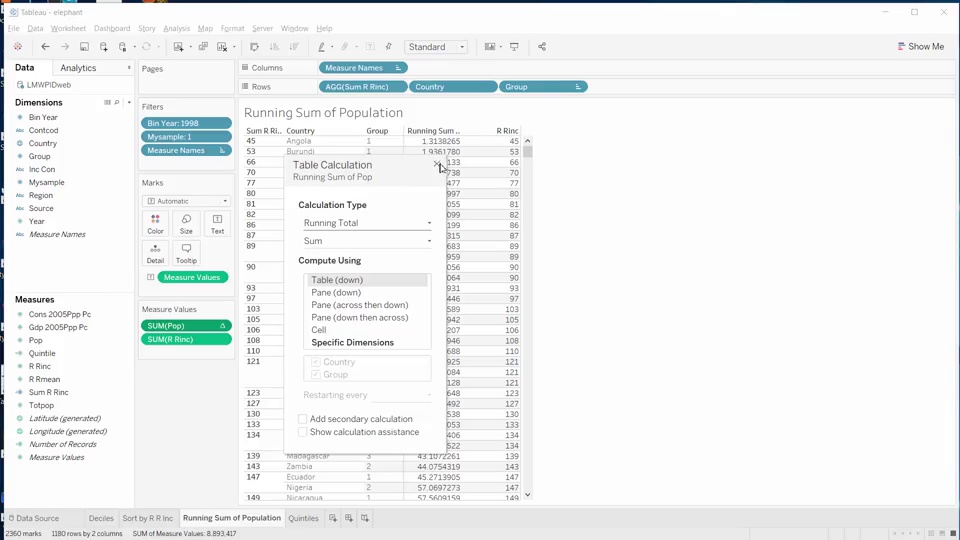 Tableau - elephant
File Data Worksheet Dashboard Story Analysis Map Format Server Window Help
Standard
Show Me
Data Analytics
LMWPIDweb
Dimensions
Bin Year
Abc Contcod
Country
Group
Abc Inc Con
Mysample
Abc Region
Abc Source
Year
Abc Measure Names
Measures
Cons 2005Ppp Pc
Gdp 2005Ppp Pc
Pop
Quintile
R Rinc
R Rmean
Sum R Rinc
Totpop
Latitude (generated)
Longitude (generated)
Number of Records
Measure Values
Pages
Filters
Bin Year: 1998
Mysample: 1
Measure Names
Marks
Automatic
Color Size Text
Detail Tooltip
Measure Values
Measure Values
SUM(Pop)
SUM(R Rinc)
Columns Measure Names
Rows AGG(Sum R Rinc) Country Group
Running Sum of Population
Sum R Ri.. Country Group Running Sum .. R Rinc
45 Angola 1 1.3138265 45
53 Burundi 1 1.9361780 53
66 133 66
70 738 70
77 477 77
80 997 80
81 055 81
82 099 82
86 199 86
87 315 87
89 683 89
959 89
90 056 90
064 90
93 931 93
97 446 97
103 572 103
105 092 105
106 207 106
108 946 108
110 688 110
121 925 121
084 121
128 121
123 652 123
127 492 127
130 404 130
133 053 133
134 406 134
522 134
139 Madagascar 3 43.1072261 139
143 Zambia 2 44.0754319 143
147 Ecuador 1 45.2713905 147
Nigeria 2 57.0697273 147
149 Nicaragua 1 57.5609159 149
Table Calculation
Running Sum of Pop
Calculation Type
Running Total
Sum
Compute Using
Table (down)
Pane (down)
Pane (across then down)
Pane (down then across)
Cell
Specific Dimensions
Country
Group
Restarting every
Add secondary calculation
Show calculation assistance
Data Source Deciles Sort by R R Inc Running Sum of Population Quintiles
2360 marks 1180 rows by 2 columns SUM of Measure Values: 8,893,417